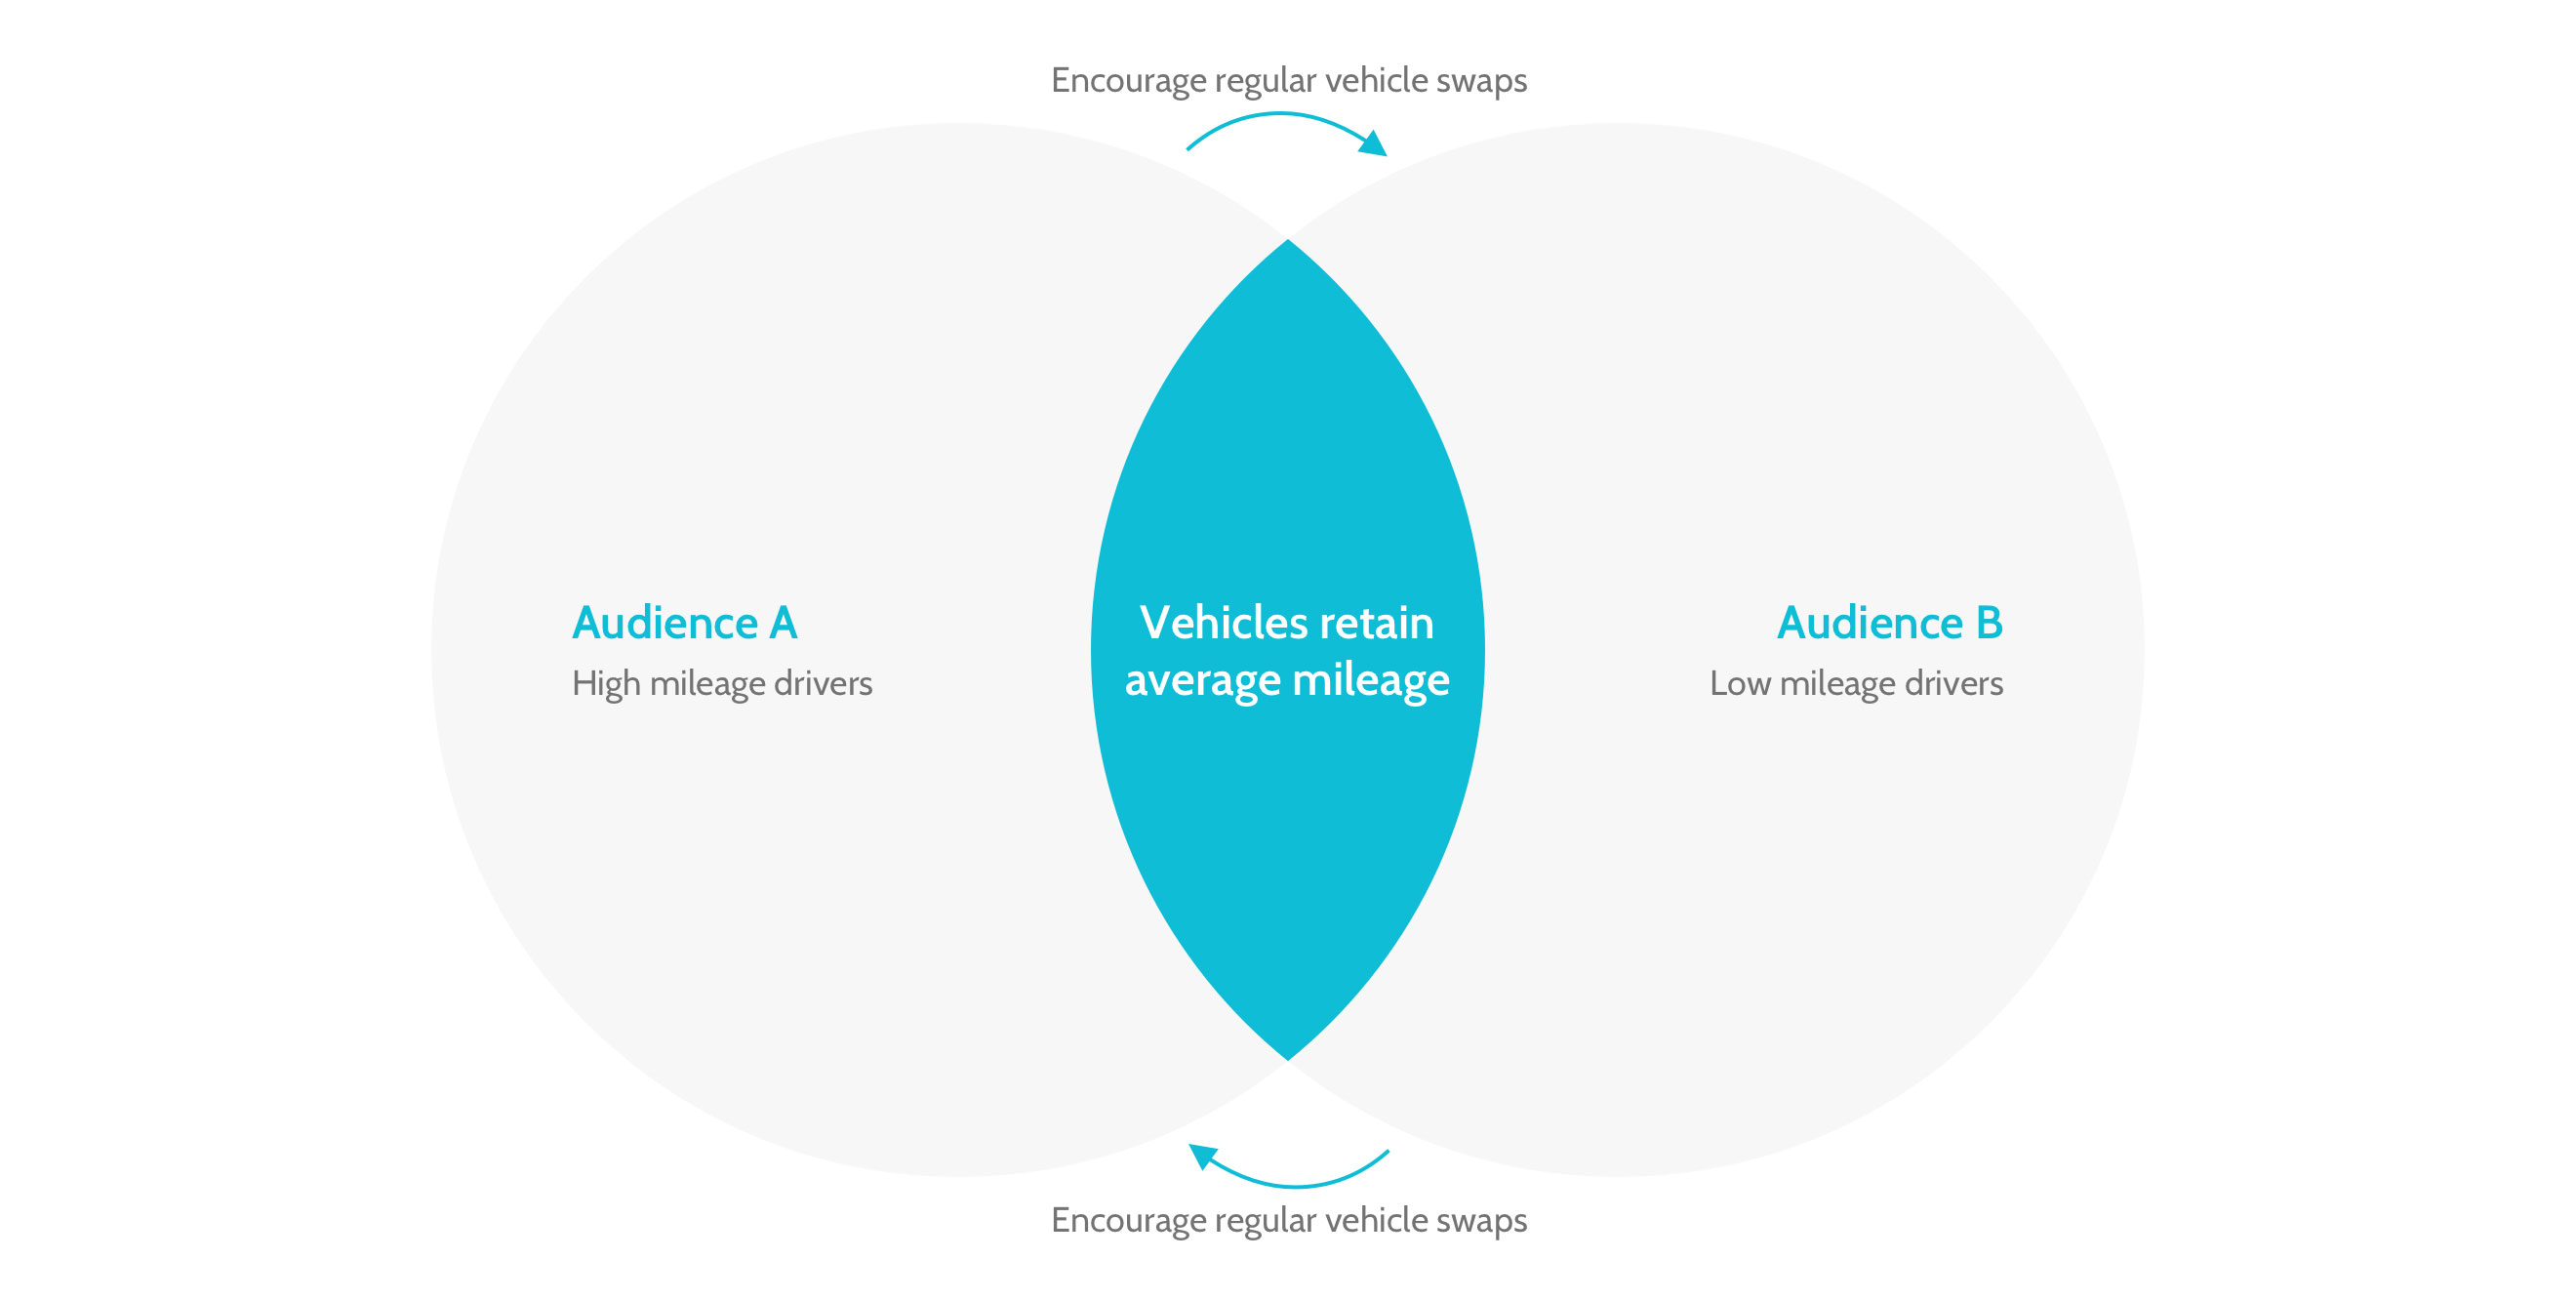 Encourage regular vehicle swaps
Audience A
High mileage drivers
Vehicles retain
average mileage
Audience B
Low mileage drivers
Encourage regular vehicle swaps